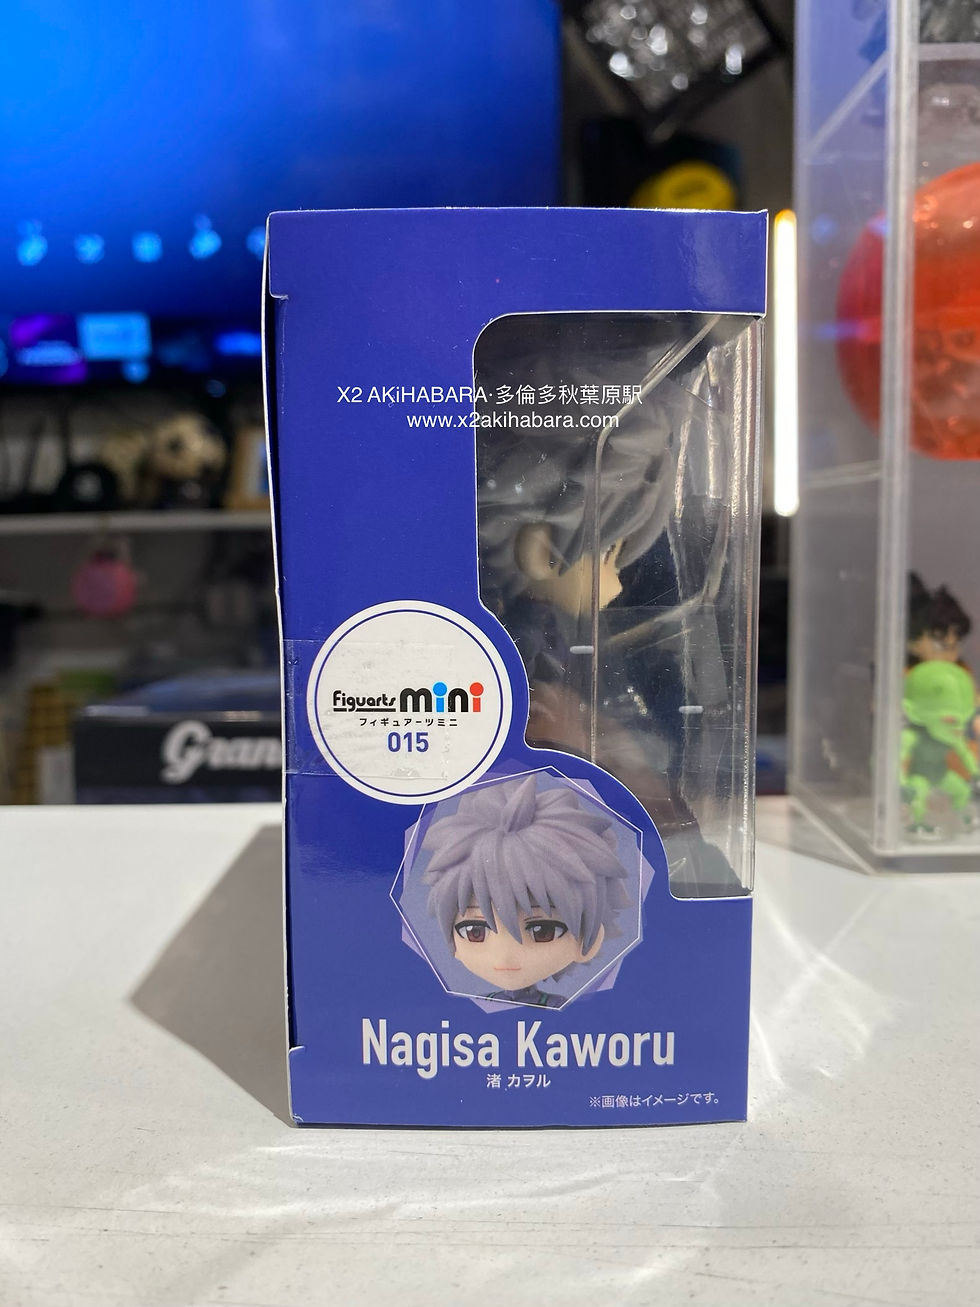 X2 AKiHABARA·多倫多秋葉原駅
www.x2akihabara.com
Figuarts mini
フィギュアーツミニ
015
Gran
Nagisa Kaworu
渚 カヲル
※画像はイメージです。